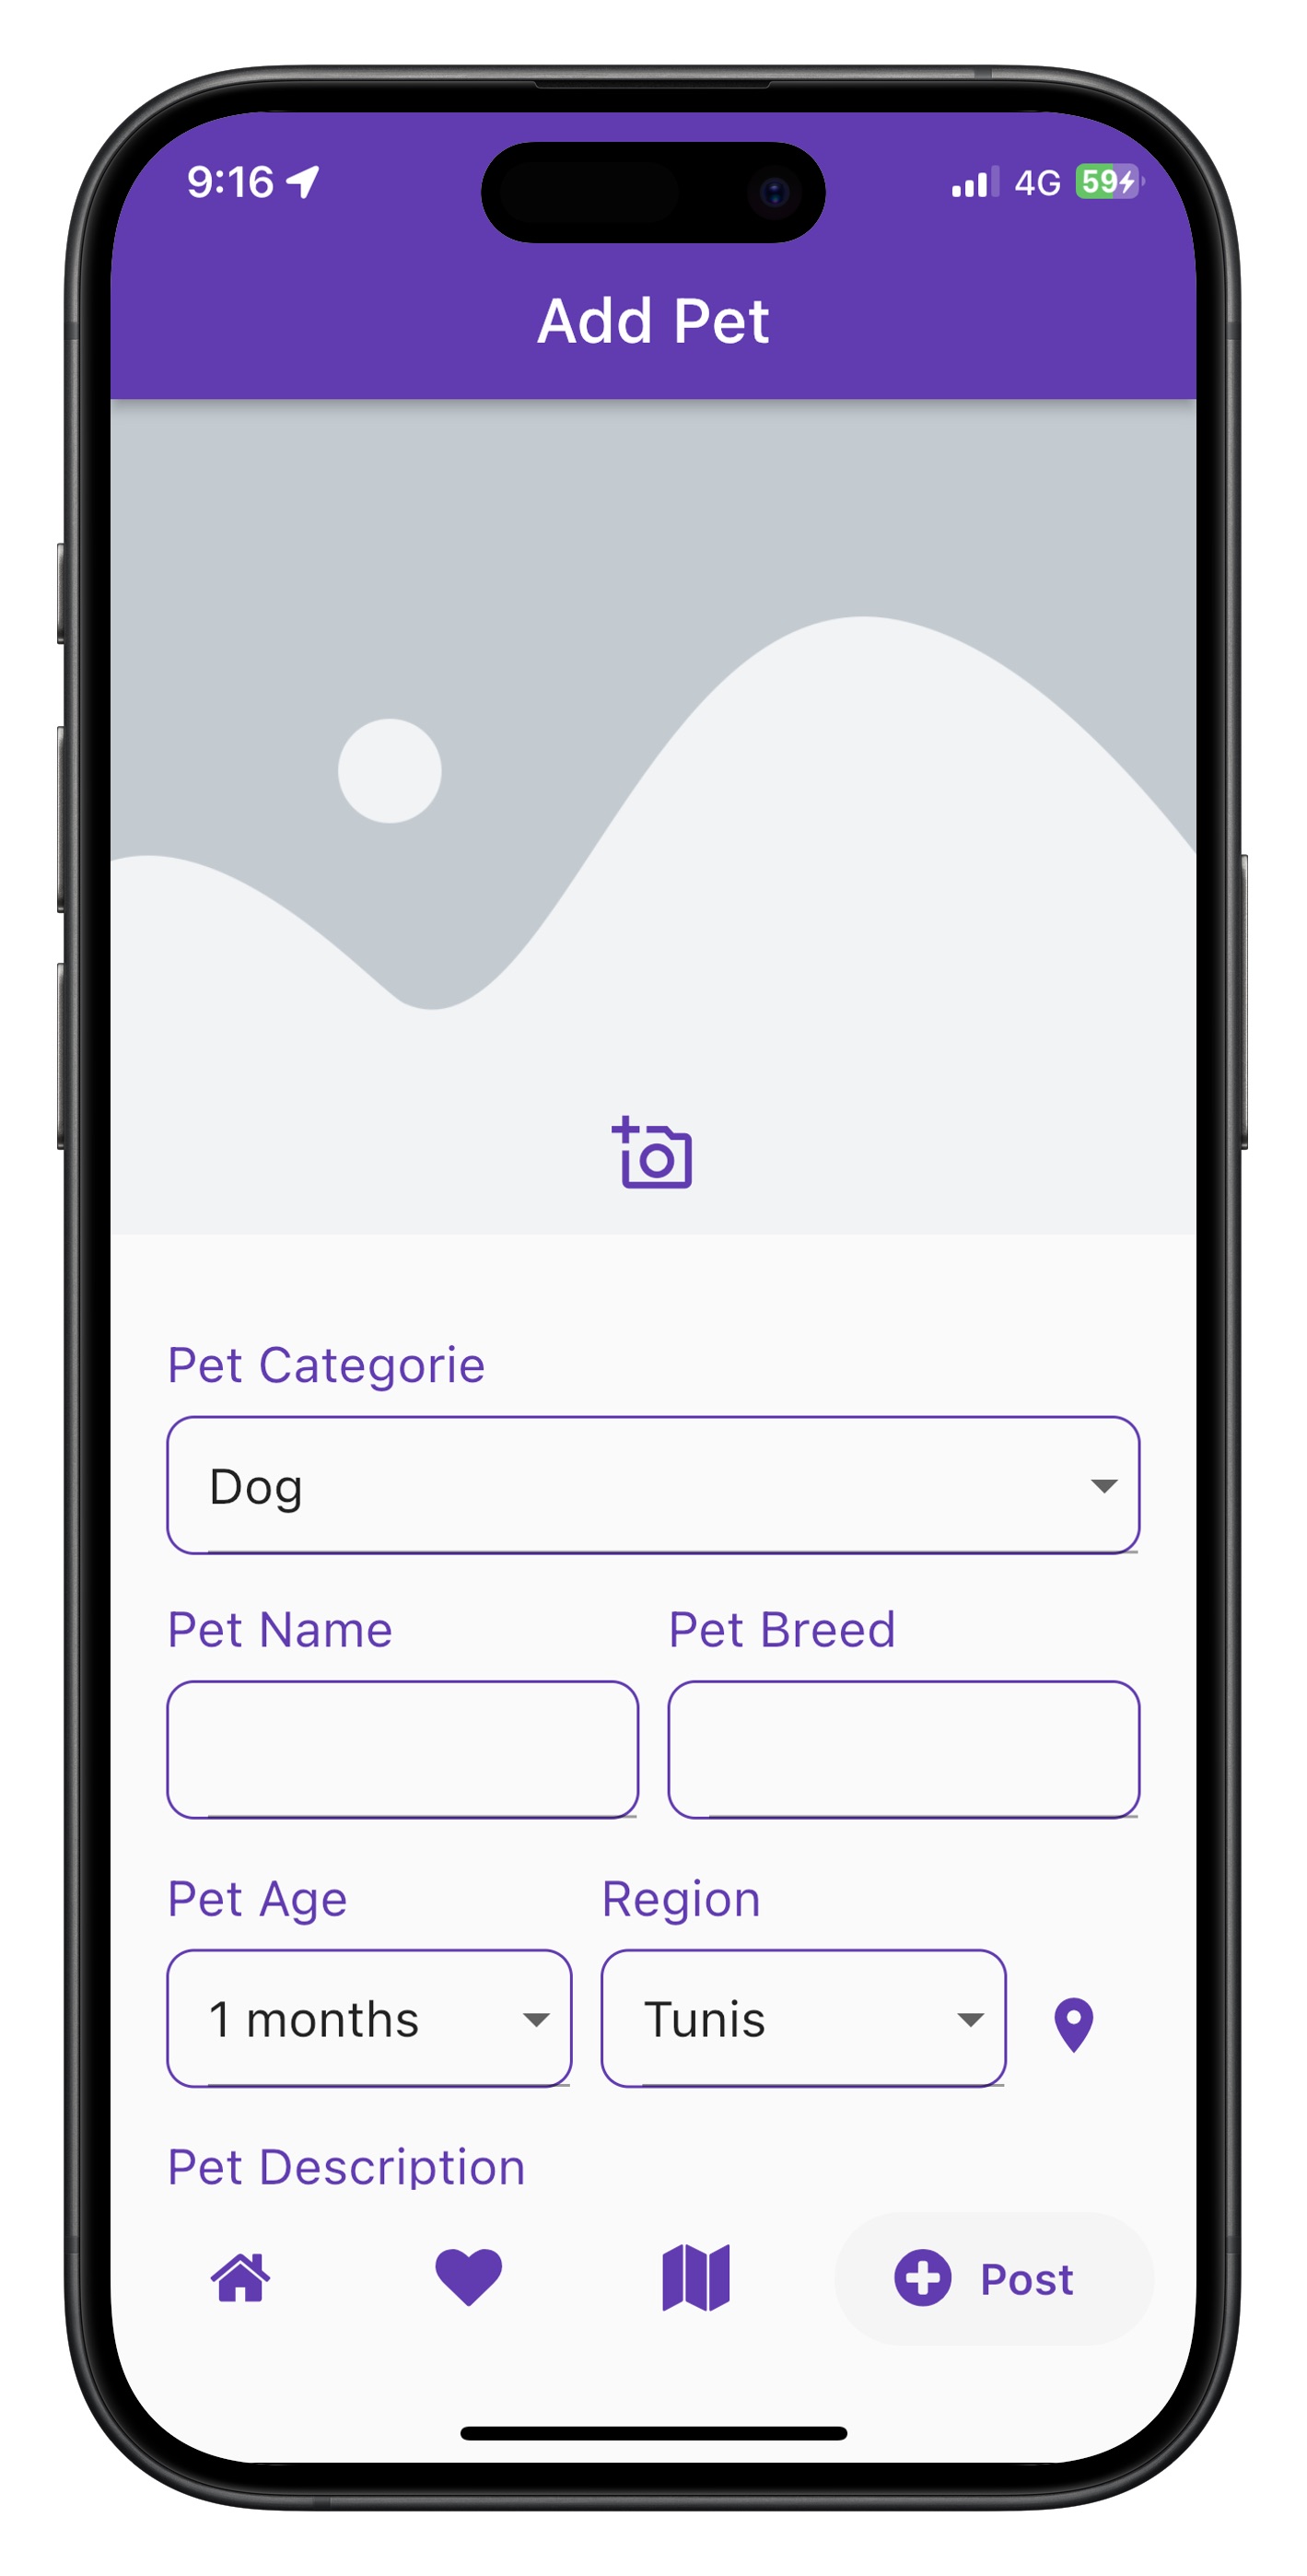 9:16 4G 59
Add Pet
Pet Categorie
Dog
Pet Name Pet Breed
Pet Age Region
1 months Tunis
Pet Description
Post